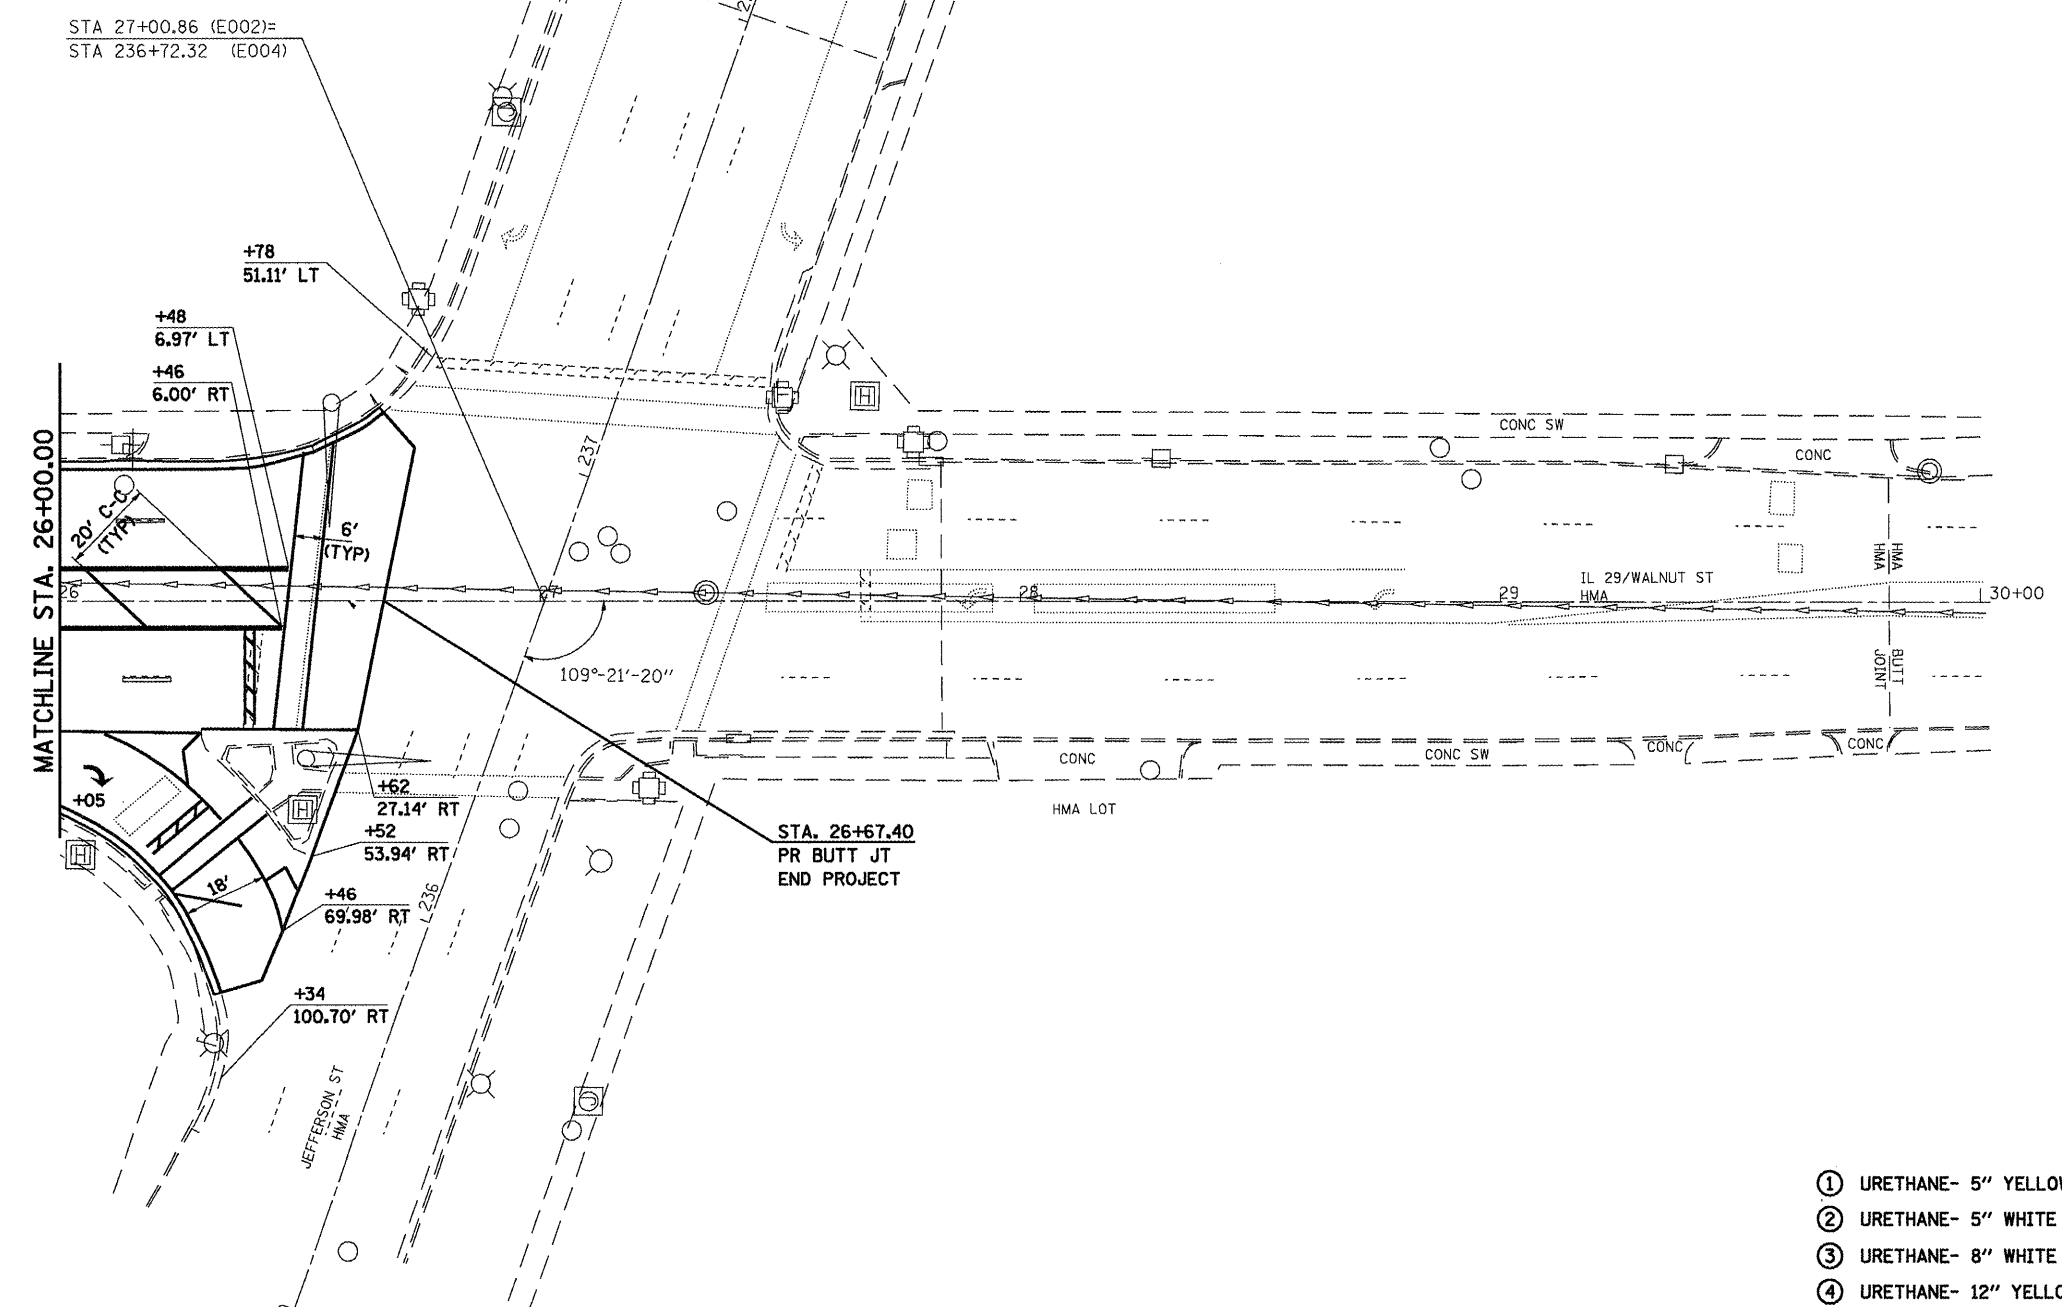 STA 27+00.86 (E002)=
STA 236+72.32 (E004)
+78
51.11' LT
+48
6.97' LT
+46
6.00' RT
MATCHLINE STA. 26+00.00
20' C-C
(TYP)
6'
(TYP)
237
26
27
28
29
30+00
IL 29/WALNUT ST
HMA
CONC SW
CONC
HMA
HMA
BUTT
JOINT
109°-21'-20"
+05
18'
+62
27.14' RT
+52
53.94' RT
+46
69.98' RT
+34
100.70' RT
236
JEFFERSON ST
HMA
STA. 26+67.40
PR BUTT JT
END PROJECT
CONC
CONC SW
CONC
CONC
HMA LOT
H
H
H
1 URETHANE- 5" YELLOW
2 URETHANE- 5" WHITE
3 URETHANE- 8" WHITE
4 URETHANE- 12" YELLO